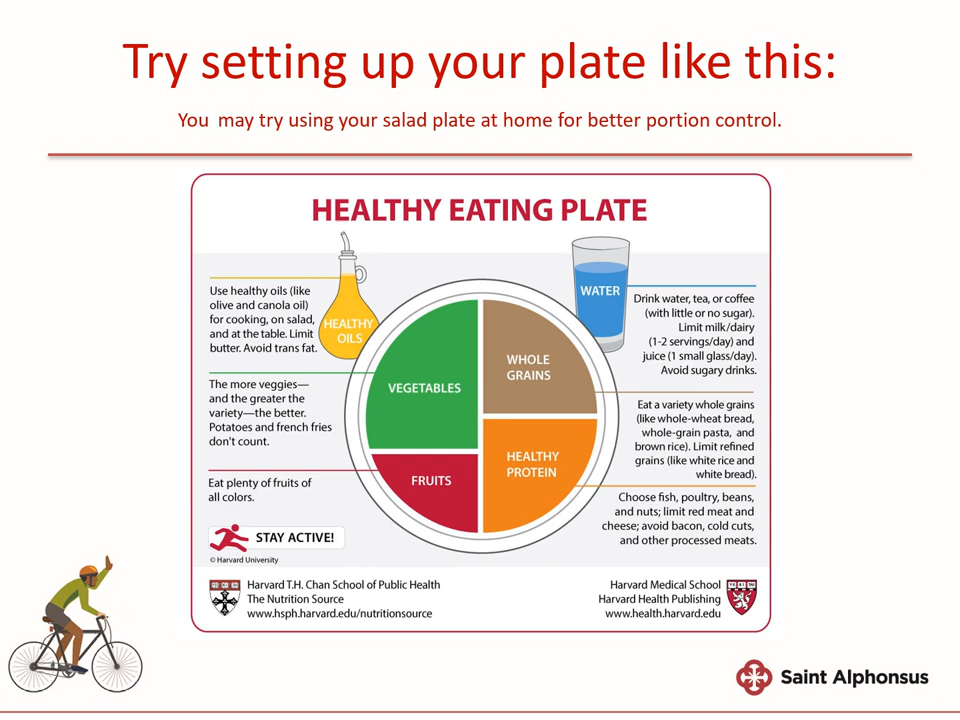 Try setting up your plate like this:
You may try using your salad plate at home for better portion control.
HEALTHY EATING PLATE
Use healthy oils (like
olive and canola oil)
for cooking, on salad,
and at the table. Limit
butter. Avoid trans fat.
HEALTHY
OILS
The more veggies—
and the greater the
variety—the better.
Potatoes and french fries
don't count.
Eat plenty of fruits of
all colors.
STAY ACTIVE!
© Harvard University
VEGETABLES
FRUITS
WHOLE
GRAINS
HEALTHY
PROTEIN
WATER
Drink water, tea, or coffee
(with little or no sugar).
Limit milk/dairy
(1-2 servings/day) and
juice (1 small glass/day).
Avoid sugary drinks.
Eat a variety whole grains
(like whole-wheat bread,
whole-grain pasta, and
brown rice). Limit refined
grains (like white rice and
white bread).
Choose fish, poultry, beans,
and nuts; limit red meat and
cheese; avoid bacon, cold cuts,
and other processed meats.
Harvard T.H. Chan School of Public Health
The Nutrition Source
www.hsph.harvard.edu/nutritionsource
Harvard Medical School
Harvard Health Publishing
www.health.harvard.edu
Saint Alphonsus